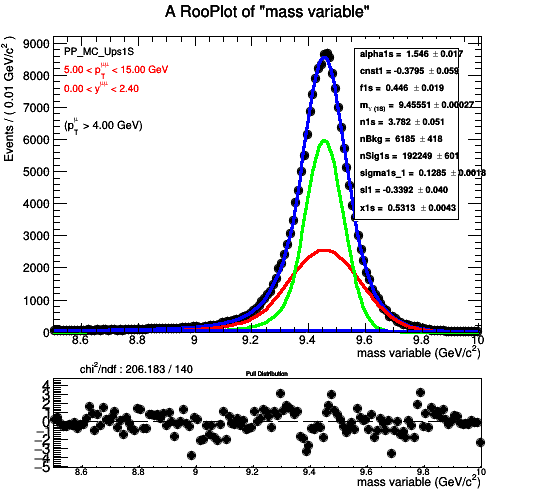 A RooPlot of "mass variable"
Events / ( 0.01 GeV/c² )
9000
8000
7000
6000
5000
4000
3000
2000
1000
0
PP_MC_Ups1S
5.00 < p_T^μμ < 15.00 GeV
0.00 < y^μμ < 2.40
(p_T^μ > 4.00 GeV)
alpha1s = 1.546 ± 0.017
cnst1 = -0.3795 ± 0.059
f1s = 0.446 ± 0.019
m_ϒ (1S) = 9.45551 ± 0.00027
n1s = 3.782 ± 0.051
nBkg = 6185 ± 418
nSig1s = 192249 ± 601
sigma1s_1 = 0.1285 ± 0.0018
sl1 = -0.3392 ± 0.040
x1s = 0.5313 ± 0.0043
8.6 8.8 9 9.2 9.4 9.6 9.8 10
mass variable (GeV/c²)
chi²/ndf : 206.183 / 140
Pull Distribution
4
3
2
1
0
−1
−2
−3
−4
−5
8.6 8.8 9 9.2 9.4 9.6 9.8 10
mass variable (GeV/c²)